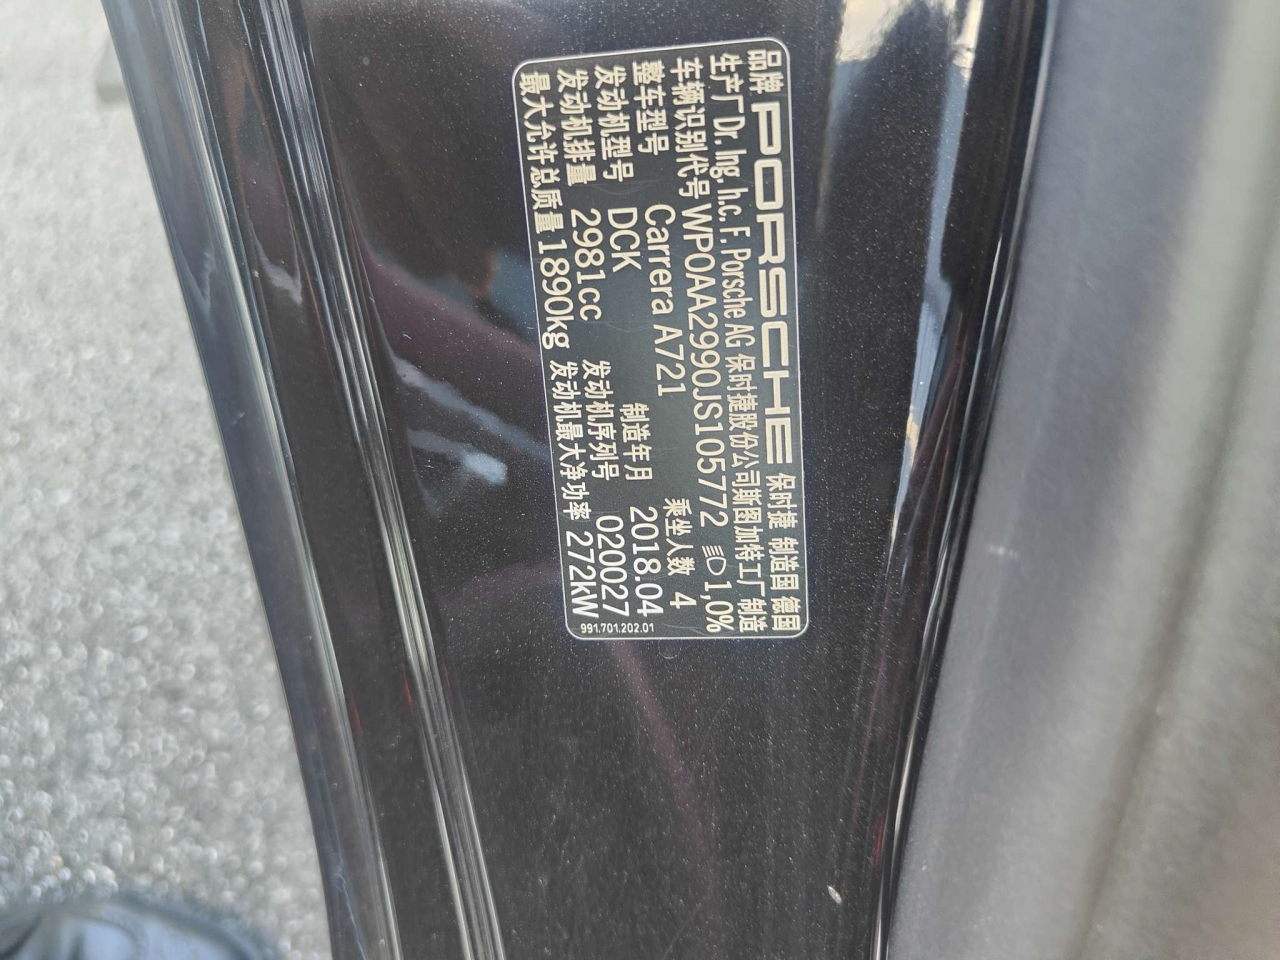 品牌 PORSCHE 保时捷 制造国 德国
生产厂 Dr. Ing. h.c. F. Porsche AG 保时捷股份公司斯图加特工厂制造
车辆识别代号 WP0AA2990JS105772 1,0%
整车型号 Carrera A721 乘坐人数 4
发动机型号 DCK 制造年月 2018.04
发动机排量 2981cc 发动机序列号 020027
最大允许总质量 1890kg 发动机最大净功率 272kW
991.701.202.01